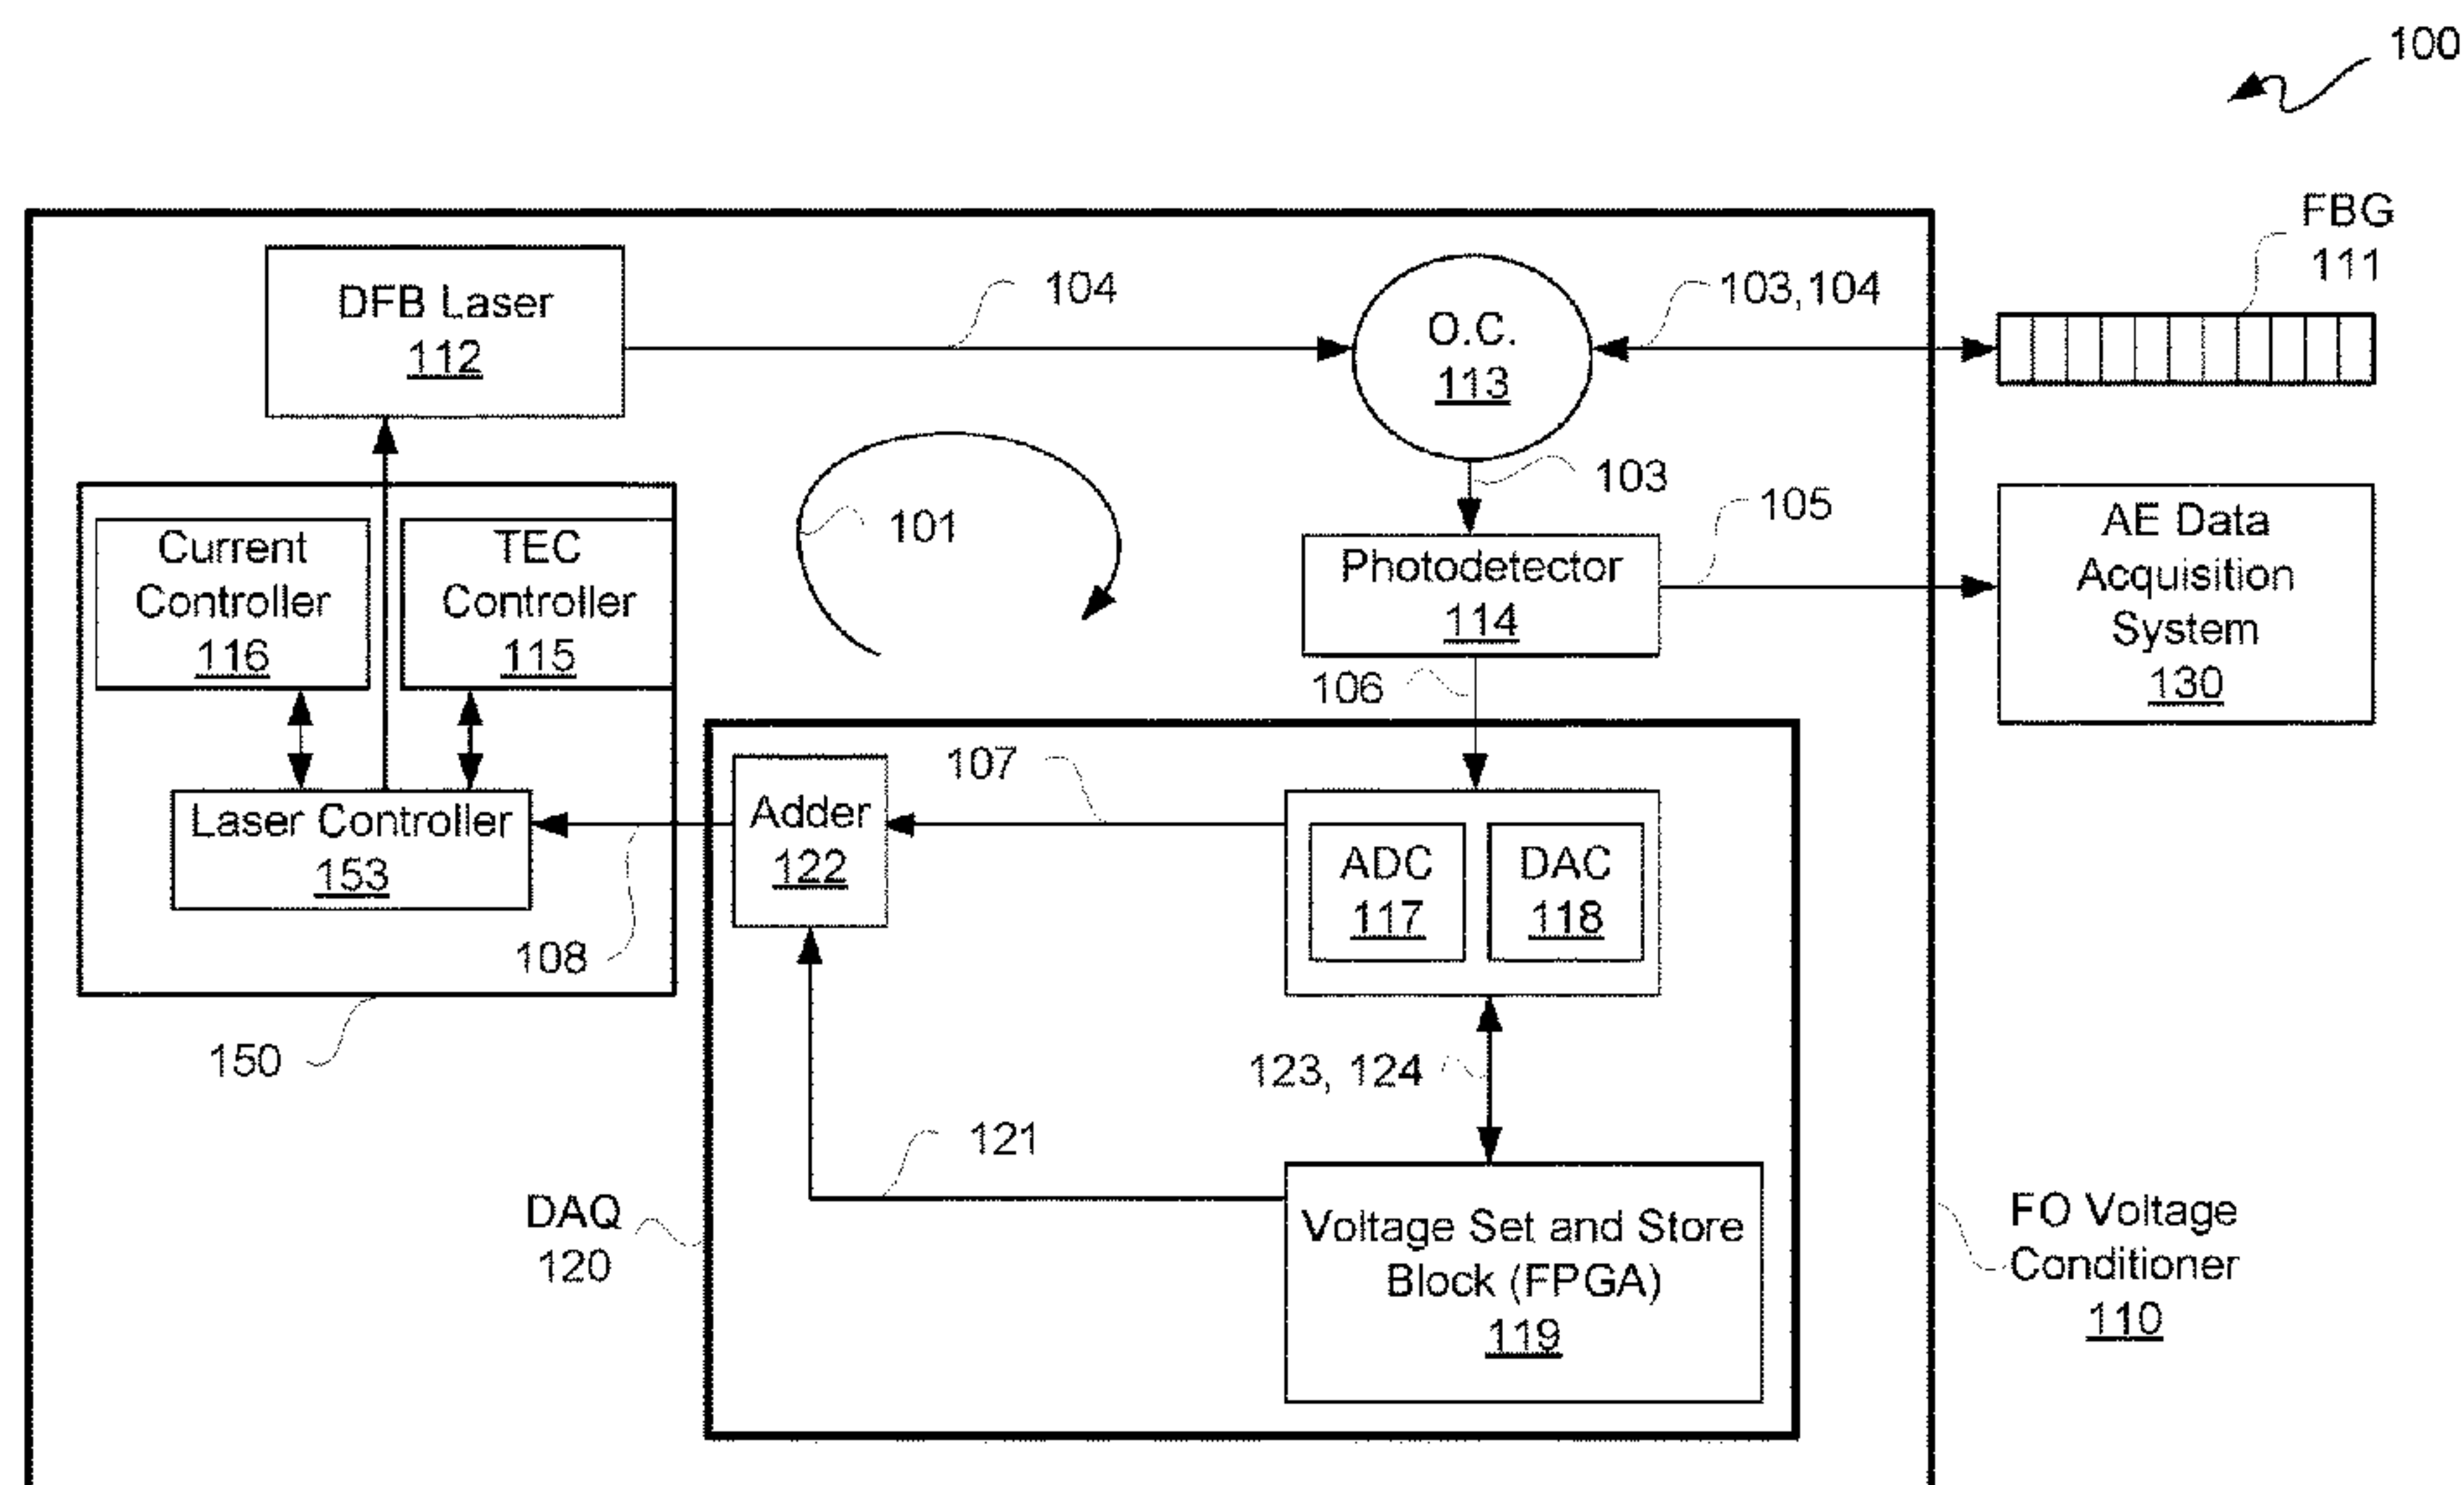 100
FBG
111
DFB Laser
112
104
O.C.
113
103,104
103
101
105
Current
Controller
116
TEC
Controller
115
Photodetector
114
AE Data
Acquisition
System
130
106
107
Laser Controller
153
Adder
122
ADC
117
DAC
118
108
150
123, 124
121
DAQ
120
Voltage Set and Store
Block (FPGA)
119
FO Voltage
Conditioner
110